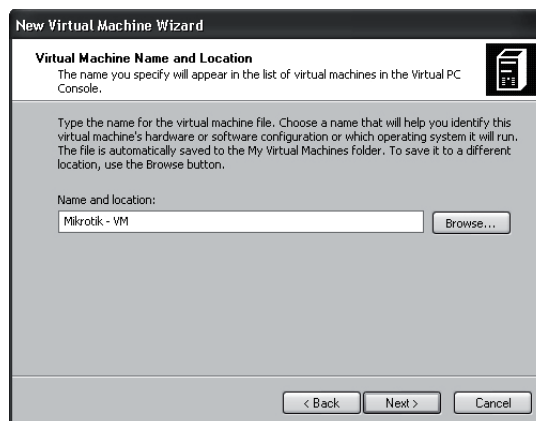 New Virtual Machine Wizard
Virtual Machine Name and Location
The name you specify will appear in the list of virtual machines in the Virtual PC
Console.
Type the name for the virtual machine file. Choose a name that will help you identify this
virtual machine's hardware or software configuration or which operating system it will run.
The file is automatically saved to the My Virtual Machines folder. To save it to a different
location, use the Browse button.
Name and location:
Mikrotik - VM
Browse...
< Back
Next >
Cancel